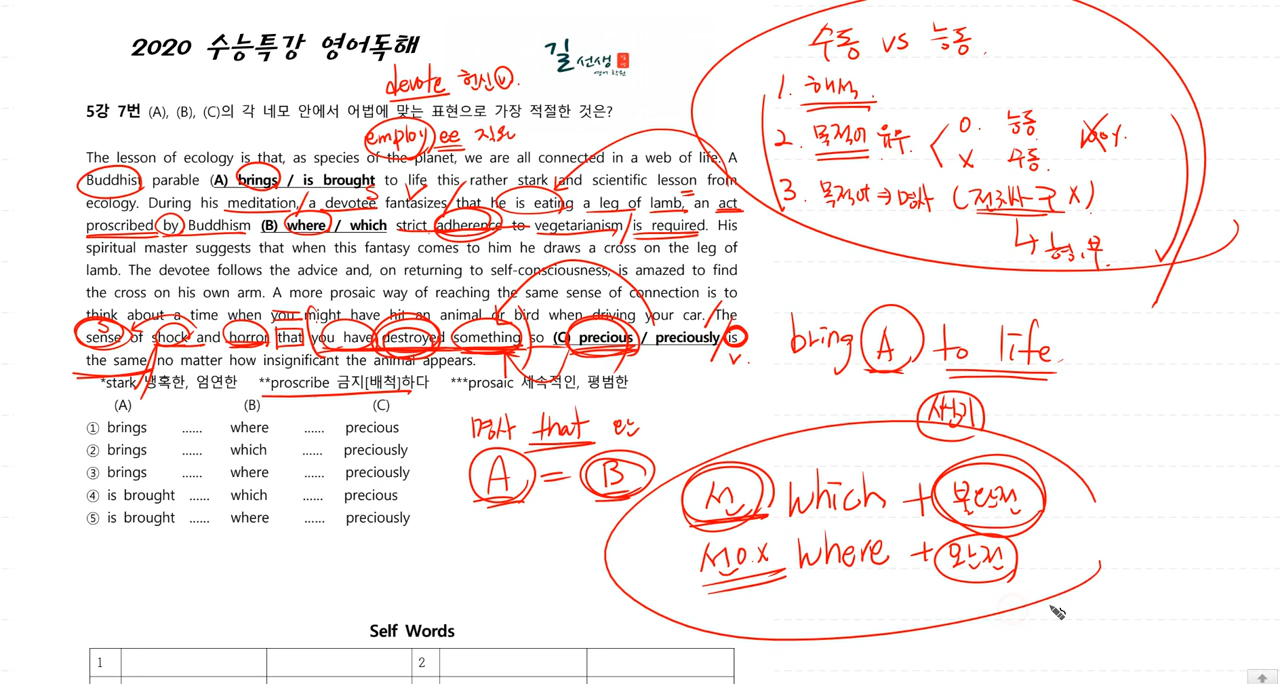 2020 수능특강 영어독해
길 선생
영어 학원
devote 헌신ⓥ.
수동 vs 능동.
1. 해석.
2. 목적어 유무 < O. 능동
X 수동
100%
3. 목적어 → 명사 (전치사구 X)
↳ 형.부.
5강 7번 (A), (B), (C)의 각 네모 안에서 어법에 맞는 표현으로 가장 적절한 것은?
employ ee
The lesson of ecology is that, as species of the planet, we are all connected in a web of life. A
Buddhist parable (A) brings / is brought to life this rather stark and scientific lesson from
ecology. During his meditation, a devotee fantasizes that he is eating a leg of lamb, an act
proscribed by Buddhism (B) where / which strict adherence to vegetarianism is required. His
spiritual master suggests that when this fantasy comes to him he draws a cross on the leg of
lamb. The devotee follows the advice and, on returning to self-consciousness, is amazed to find
the cross on his own arm. A more prosaic way of reaching the same sense of connection is to
think about a time when you might have hit an animal or bird when driving your car. The
sense of shock and horror that you have destroyed something so (C) precious / preciously is
the same, no matter how insignificant the animal appears.
*stark 냉혹한, 엄연한 **proscribe 금지[배척]하다 ***prosaic 세속적인, 평범한
S
V
S
V.
bring A to life
(A) (B) (C)
① brings ...... where ...... precious
② brings ...... which ...... preciously
③ brings ...... where ...... preciously
④ is brought ...... which ...... precious
⑤ is brought ...... where ...... preciously
명사 that 완
A = B
선 which + 불완전
선O.X where + 완전
Self Words
1 2